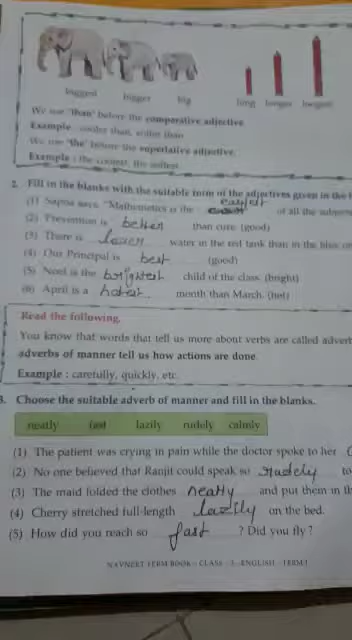 biggest bigger big long longer longest
We use 'than' before the comparative adjective.
Example : cooler than, softer than
We use 'the' before the superlative adjective.
Example : the coolest, the softest.
2. Fill in the blanks with the suitable form of the adjectives given in the
(1) Sapna says, "Mathematics is the easyest of all the subjects
(2) Prevention is better than cure. (good)
(3) There is water in the red tank than in the blue
(4) Our Principal is best (good)
(5) Noel is the brightest child of the class. (bright)
(6) April is a hotest month than March. (hot)
Read the following.
You know that words that tell us more about verbs are called adverb
adverbs of manner tell us how actions are done.
Example : carefully, quickly, etc.
3. Choose the suitable adverb of manner and fill in the blanks.
neatly fast lazily rudely calmly
(1) The patient was crying in pain while the doctor spoke to her
(2) No one believed that Ranjit could speak so rudely to
(3) The maid folded the clothes neatly and put them in th
(4) Cherry stretched full-length lazily on the bed.
(5) How did you reach so fast ? Did you fly ?
NAVNEET TERM BOOK : CLASS - 3 - ENGLISH - TERM 1